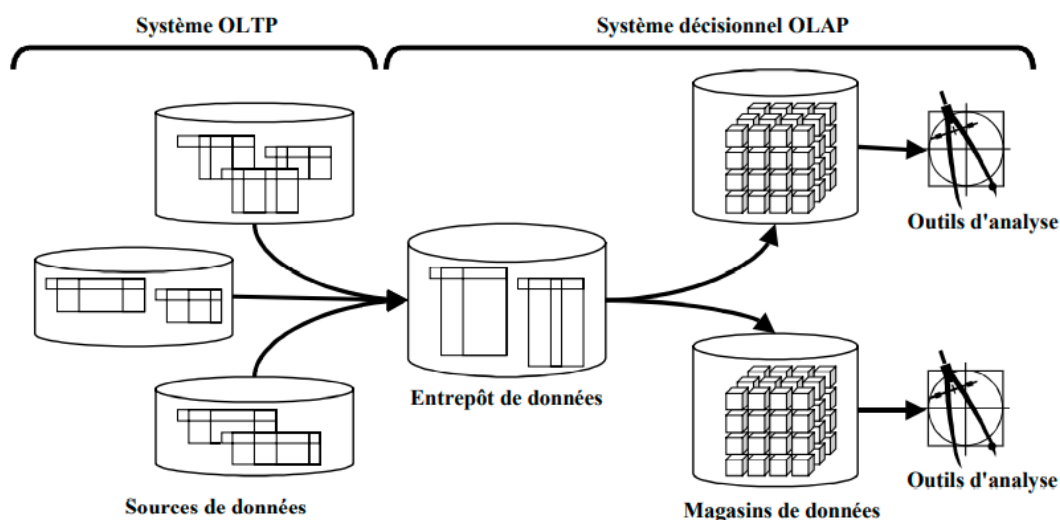 Système OLTP
Système décisionnel OLAP
Outils d'analyse
Entrepôt de données
Outils d'analyse
Sources de données
Magasins de données